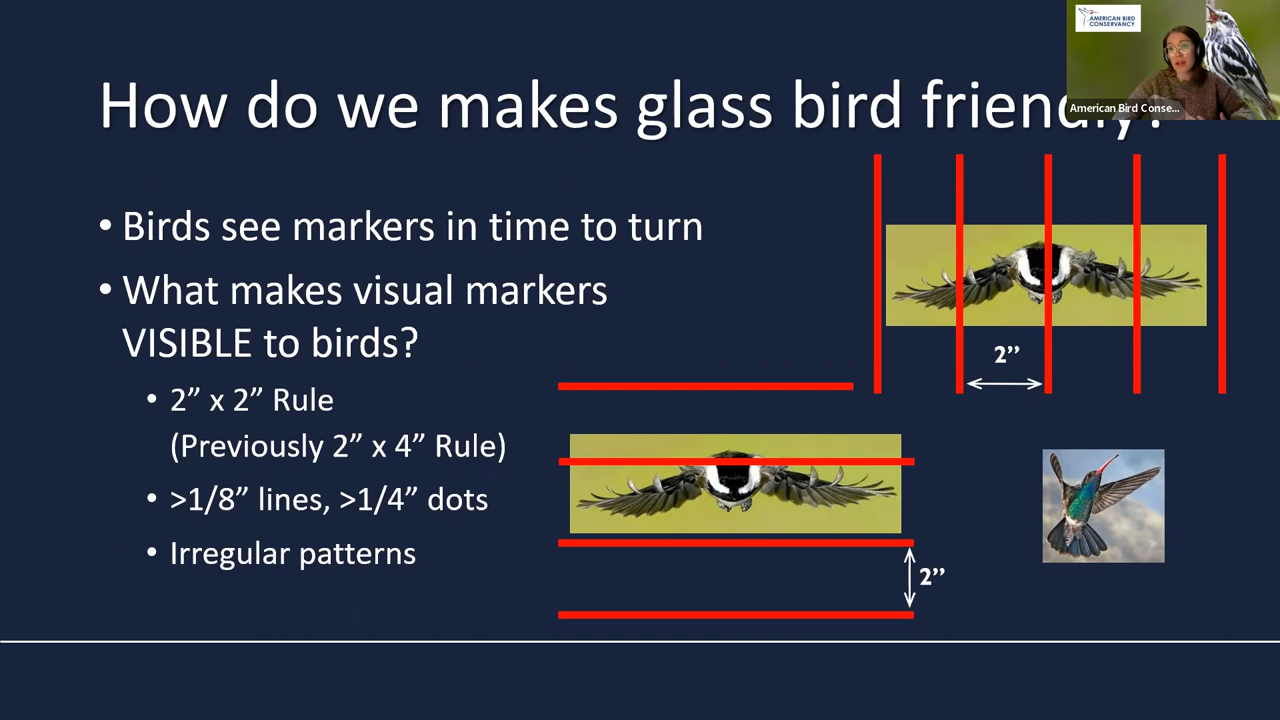 AMERICAN BIRD
CONSERVANCY
American Bird Conse...
How do we makes glass bird friendly?
• Birds see markers in time to turn
• What makes visual markers
VISIBLE to birds?
• 2” x 2” Rule
(Previously 2” x 4” Rule)
• >1/8” lines, >1/4” dots
• Irregular patterns
2”
2”